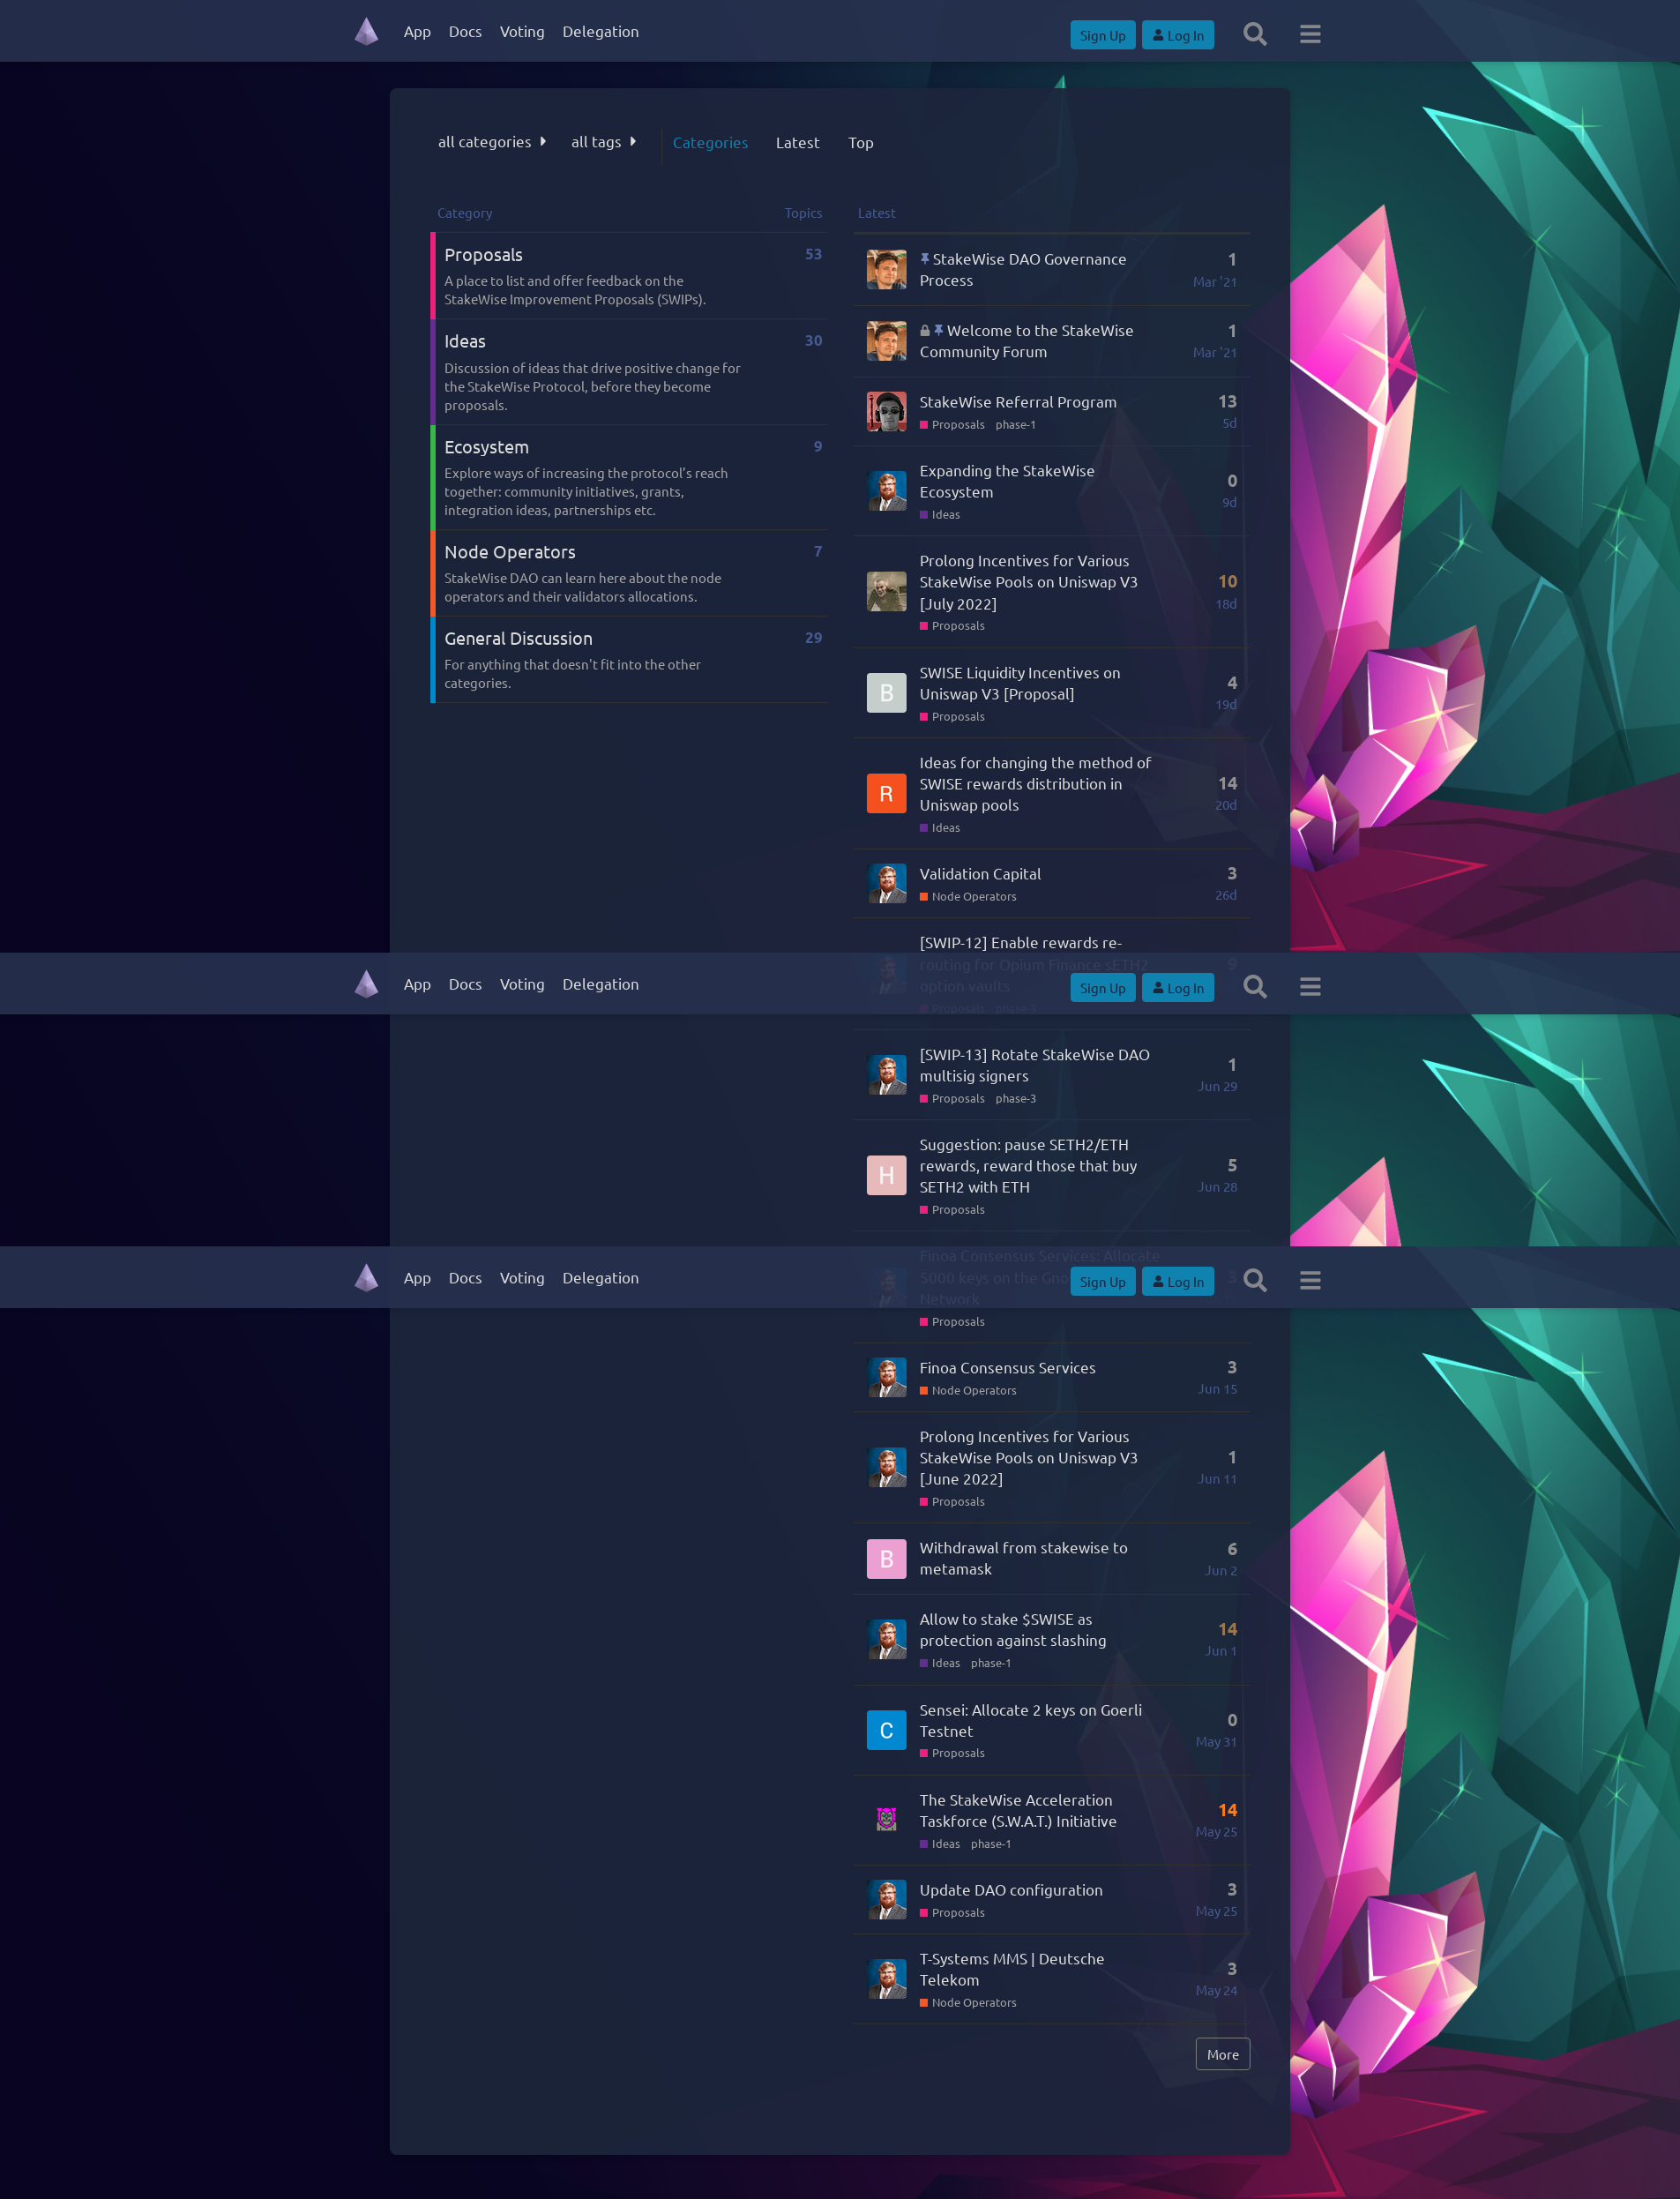 App Docs Voting Delegation Sign Up Log In
all categories all tags Categories Latest Top
Category Topics
Proposals 53
A place to list and offer feedback on the
StakeWise Improvement Proposals (SWIPs).
Ideas 30
Discussion of ideas that drive positive change for
the StakeWise Protocol, before they become
proposals.
Ecosystem 9
Explore ways of increasing the protocol’s reach
together: community initiatives, grants,
integration ideas, partnerships etc.
Node Operators 7
StakeWise DAO can learn here about the node
operators and their validators allocations.
General Discussion 29
For anything that doesn't fit into the other
categories.
Latest
StakeWise DAO Governance 1
Process Mar '21
Welcome to the StakeWise 1
Community Forum Mar '21
StakeWise Referral Program 13
Proposals phase-1 5d
Expanding the StakeWise 0
Ecosystem 9d
Ideas
Prolong Incentives for Various
StakeWise Pools on Uniswap V3 10
[July 2022] 18d
Proposals
SWISE Liquidity Incentives on 4
B Uniswap V3 [Proposal] 19d
Proposals
Ideas for changing the method of
R SWISE rewards distribution in 14
Uniswap pools 20d
Ideas
Validation Capital 3
Node Operators 26d
[SWIP-12] Enable rewards re-
routing for Opium Finance sETH2 9
option vaults
Proposals phase-3
App Docs Voting Delegation Sign Up Log In
[SWIP-13] Rotate StakeWise DAO 1
multisig signers Jun 29
Proposals phase-3
Suggestion: pause SETH2/ETH
H rewards, reward those that buy 5
SETH2 with ETH Jun 28
Proposals
Finoa Consensus Services: Allocate
5000 keys on the Gno
Network
App Docs Voting Delegation Sign Up Log In
Proposals
Finoa Consensus Services 3
Node Operators Jun 15
Prolong Incentives for Various
StakeWise Pools on Uniswap V3 1
[June 2022] Jun 11
Proposals
B Withdrawal from stakewise to 6
metamask Jun 2
Allow to stake $SWISE as 14
protection against slashing Jun 1
Ideas phase-1
C Sensei: Allocate 2 keys on Goerli 0
Testnet May 31
Proposals
The StakeWise Acceleration 14
Taskforce (S.W.A.T.) Initiative May 25
Ideas phase-1
Update DAO configuration 3
Proposals May 25
T-Systems MMS | Deutsche 3
Telekom May 24
Node Operators
More